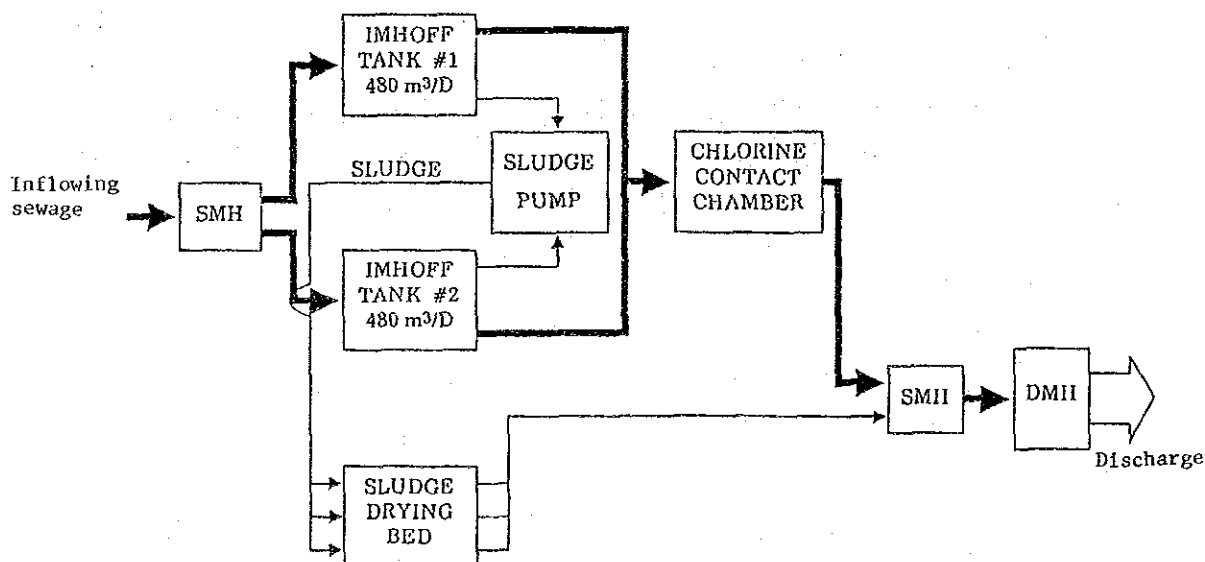 IMHOFF
TANK #1
480 m³/D
SLUDGE
PUMP
SLUDGE
CHLORINE
CONTACT
CHAMBER
Inflowing
sewage
SMH
IMHOFF
TANK #2
480 m³/D
SMH
DMH
Discharge
SLUDGE
DRYING
BED